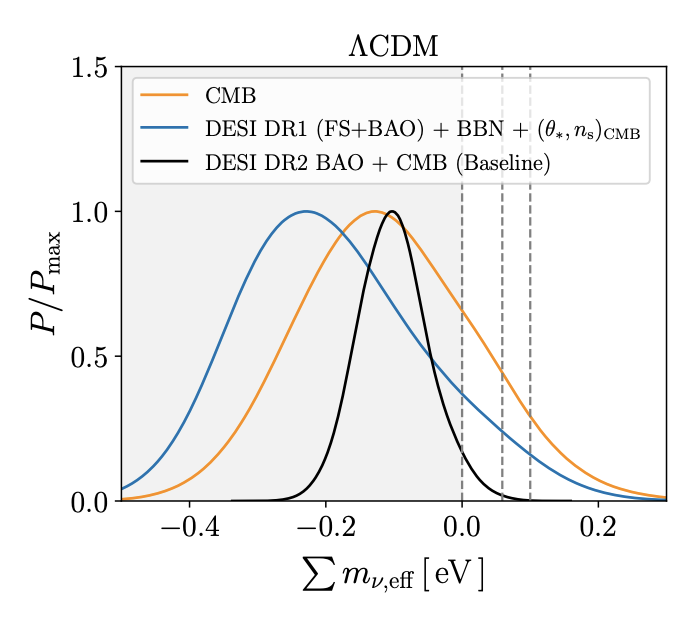 ΛCDM
CMB
DESI DR1 (FS+BAO) + BBN + (θ∗, nₛ)CMB
DESI DR2 BAO + CMB (Baseline)
P/Pmax
1.5
1.0
0.5
0.0
−0.4 −0.2 0.0 0.2
∑ mν,eff [ eV ]